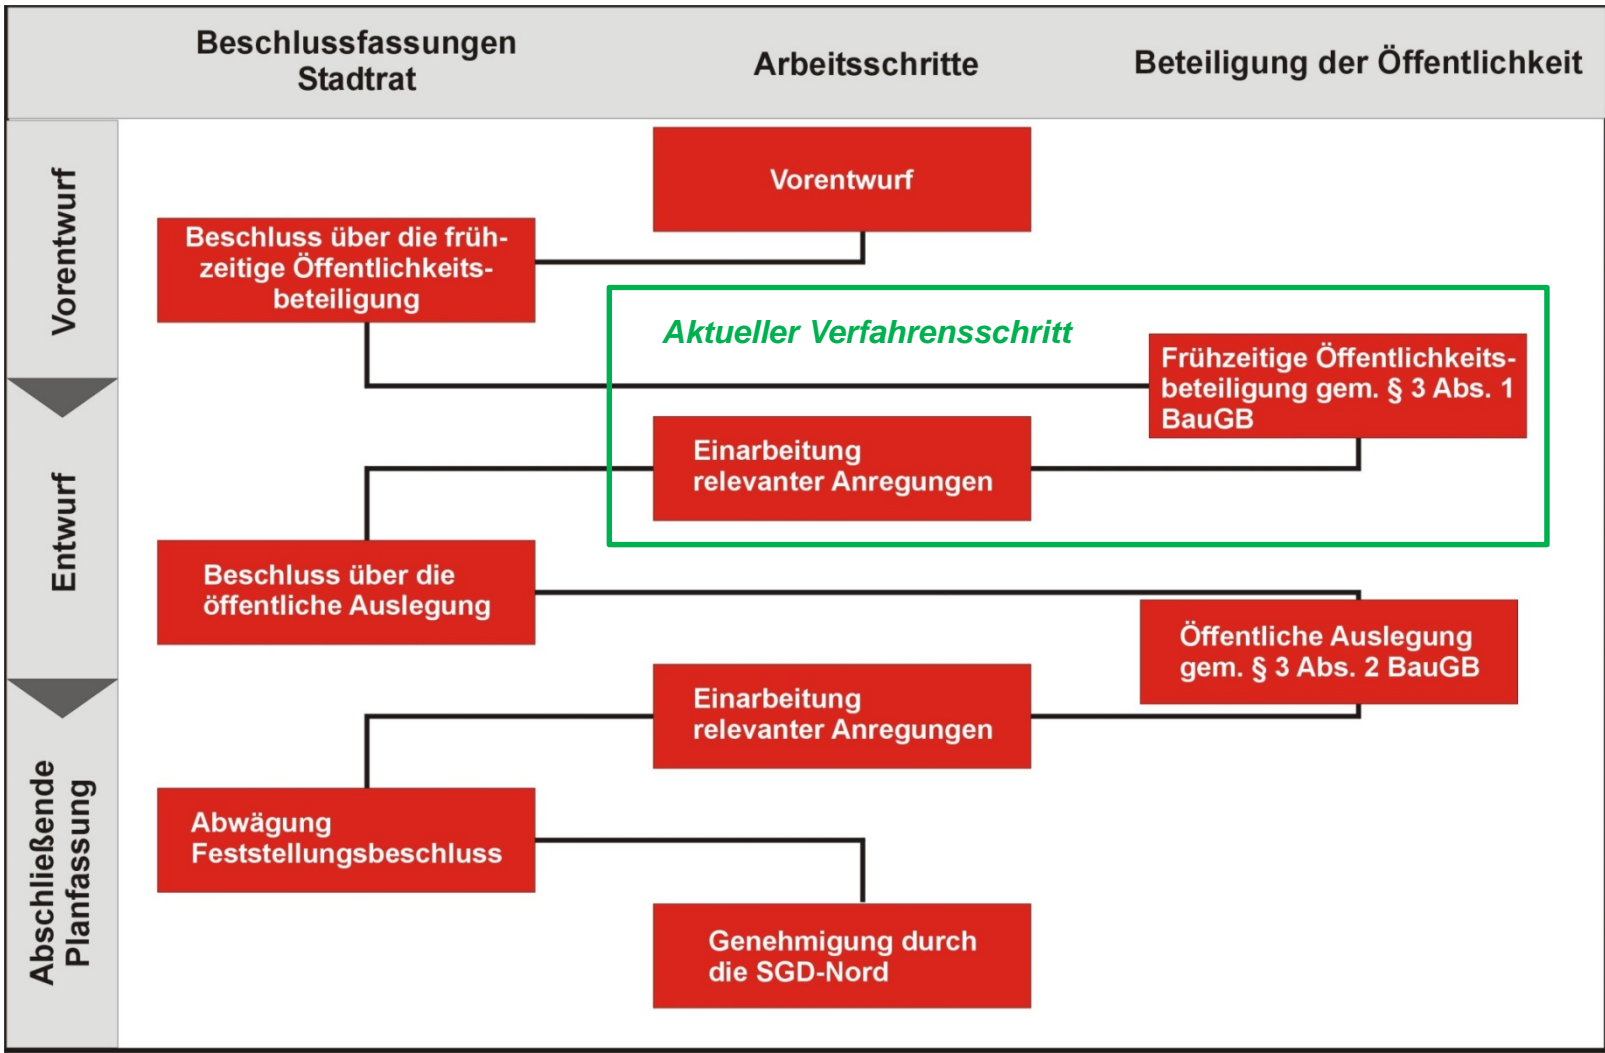 Beschlussfassungen
Stadtrat
Arbeitsschritte
Beteiligung der Öffentlichkeit
Vorentwurf
Vorentwurf
Beschluss über die früh-
zeitige Öffentlichkeits-
beteiligung
Aktueller Verfahrensschritt
Frühzeitige Öffentlichkeits-
beteiligung gem. § 3 Abs. 1
BauGB
Einarbeitung
relevanter Anregungen
Entwurf
Beschluss über die
öffentliche Auslegung
Öffentliche Auslegung
gem. § 3 Abs. 2 BauGB
Einarbeitung
relevanter Anregungen
Abschließende
Planfassung
Abwägung
Feststellungsbeschluss
Genehmigung durch
die SGD-Nord